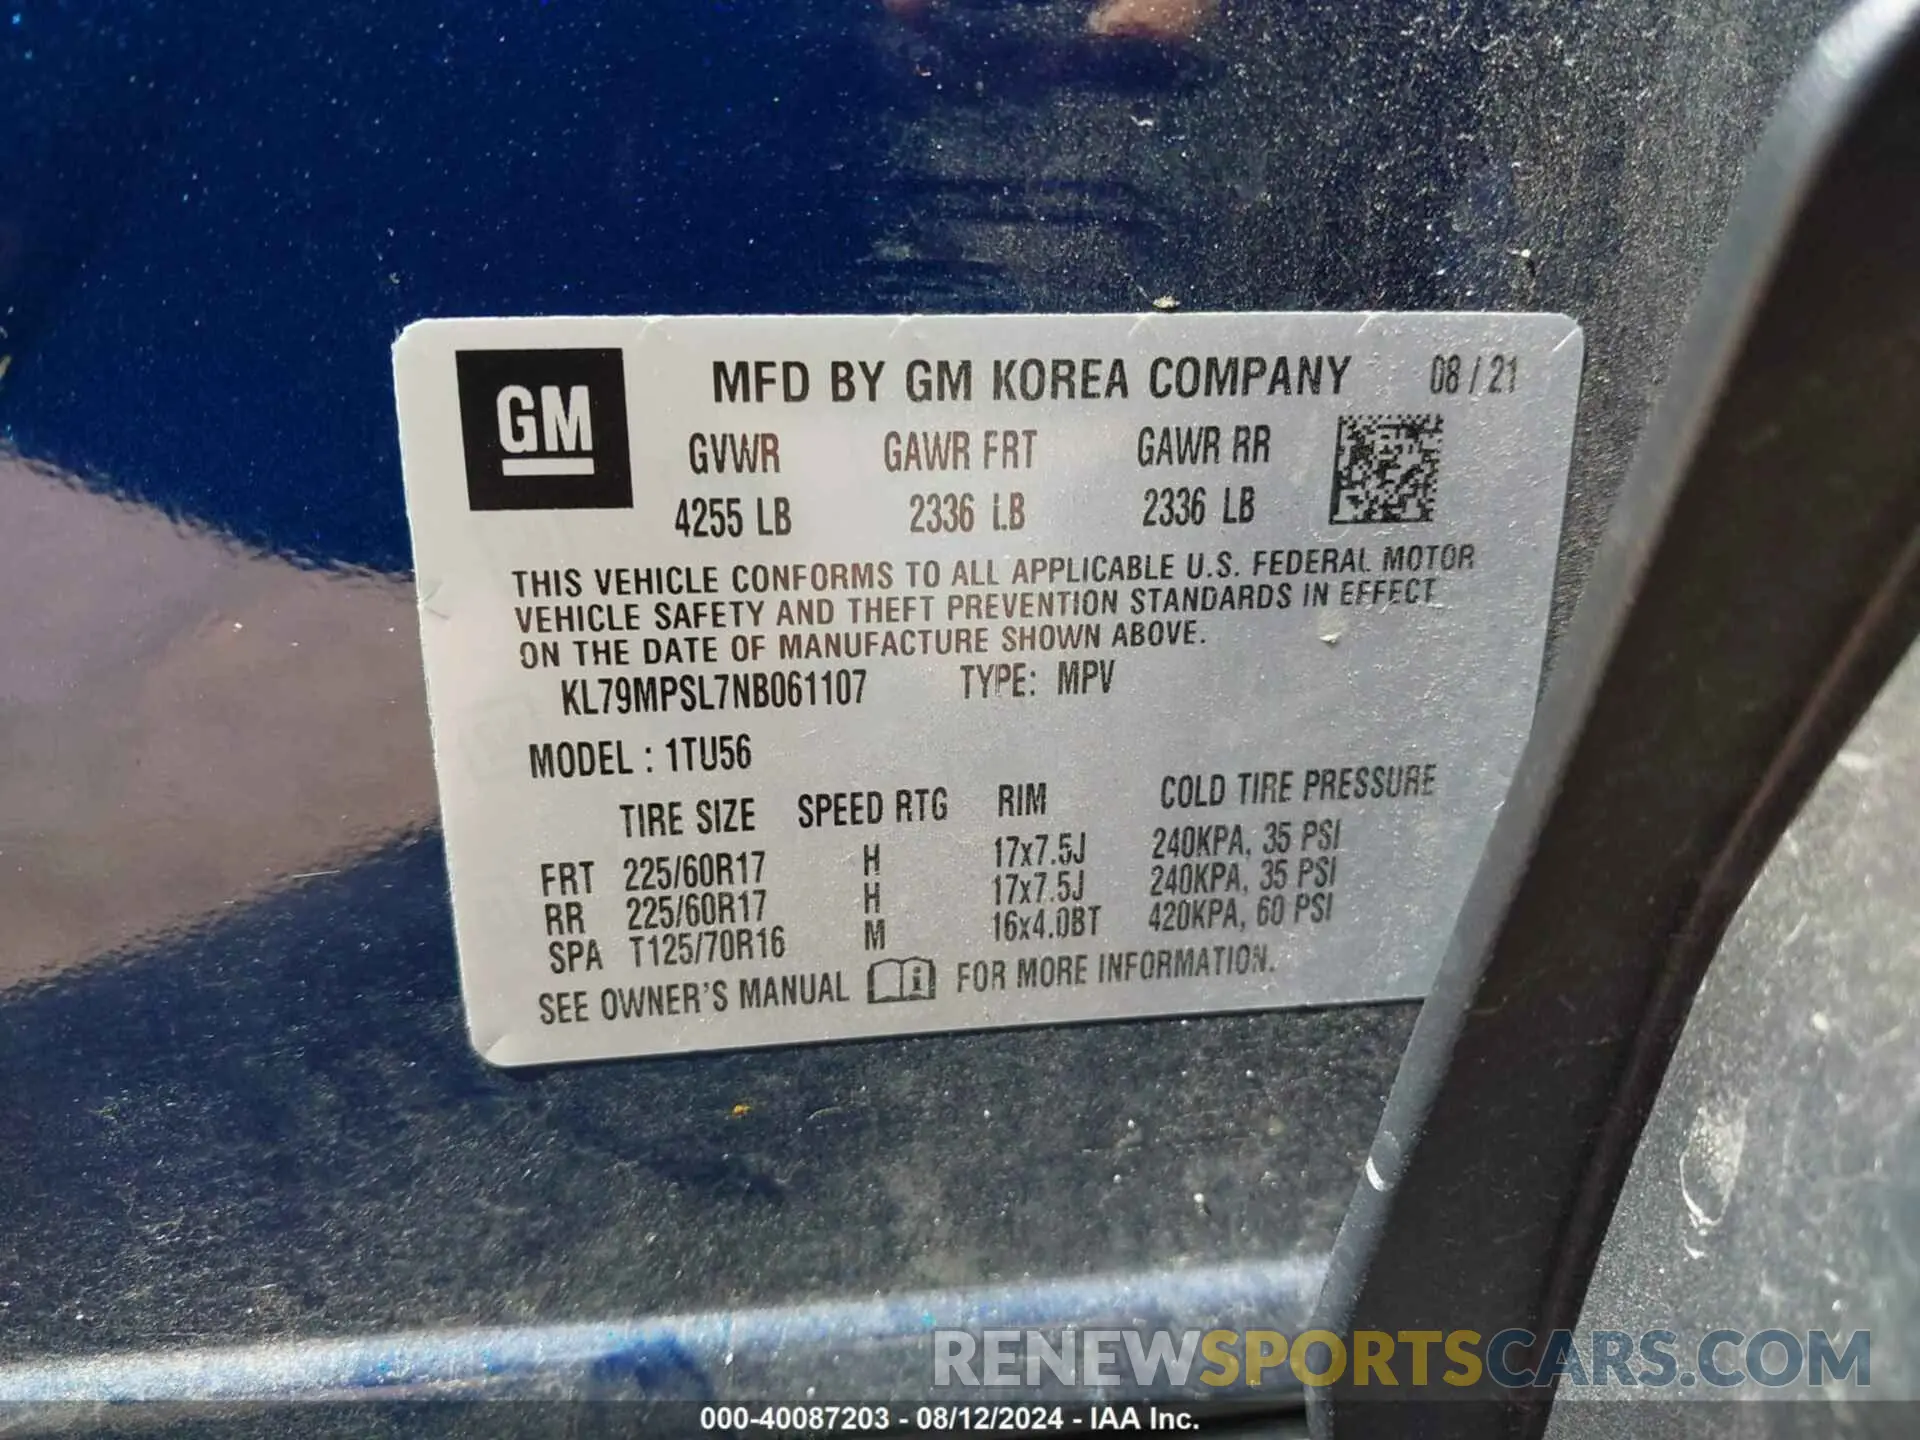 GM
MFD BY GM KOREA COMPANY 08 / 21
GVWR GAWR FRT GAWR RR
4255 LB 2336 LB 2336 LB
THIS VEHICLE CONFORMS TO ALL APPLICABLE U.S. FEDERAL MOTOR
VEHICLE SAFETY AND THEFT PREVENTION STANDARDS IN EFFECT
ON THE DATE OF MANUFACTURE SHOWN ABOVE.
KL79MPSL7NB061107 TYPE: MPV
MODEL : 1TU56
TIRE SIZE SPEED RTG RIM COLD TIRE PRESSURE
FRT 225/60R17 H 17x7.5J 240KPA, 35 PSI
RR 225/60R17 H 17x7.5J 240KPA, 35 PSI
SPA T125/70R16 M 16x4.0BT 420KPA, 60 PSI
SEE OWNER'S MANUAL FOR MORE INFORMATION.
RENEWSPORTSCARS.COM
000-40087203 - 08/12/2024 - IAA Inc.